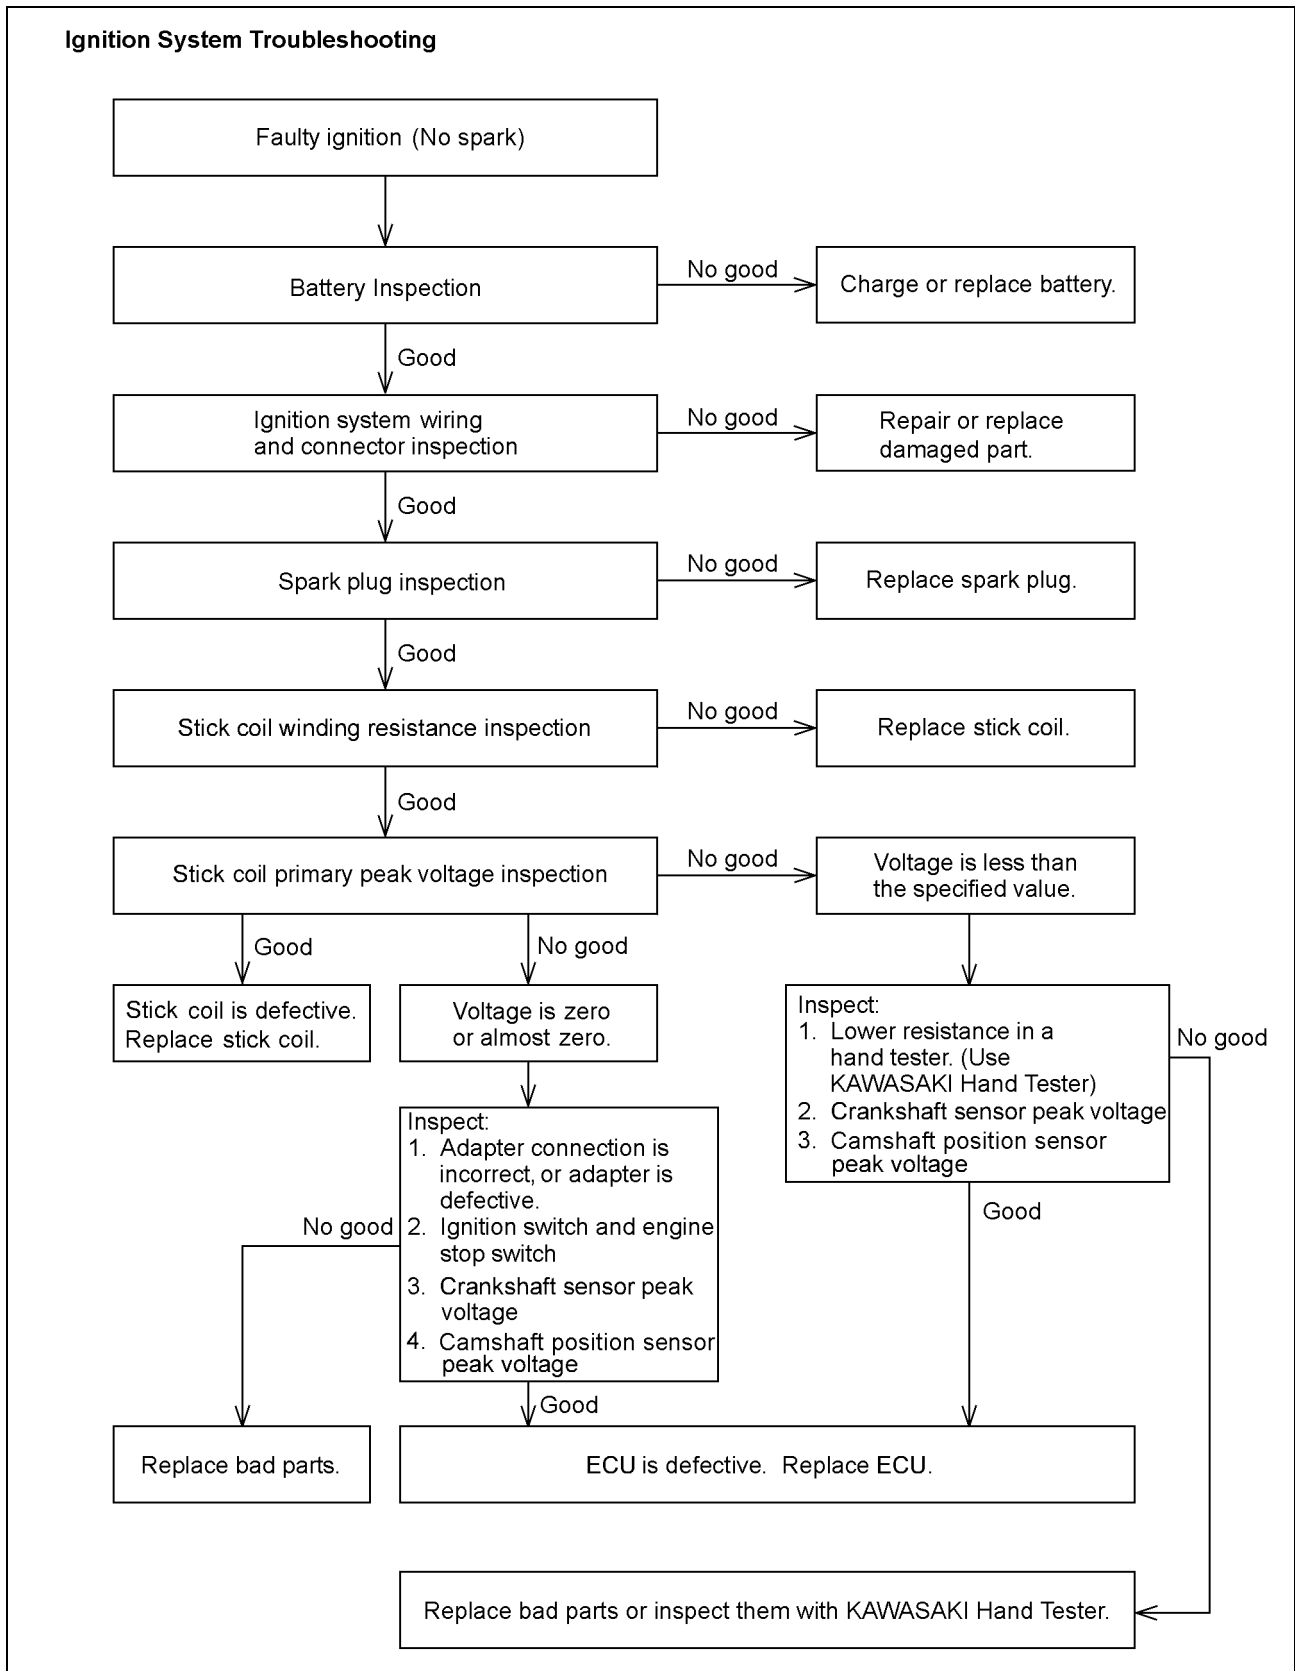 Ignition System Troubleshooting
Faulty ignition (No spark)
Battery Inspection
No good
Charge or replace battery.
Good
Ignition system wiring
and connector inspection
No good
Repair or replace
damaged part.
Good
Spark plug inspection
No good
Replace spark plug.
Good
Stick coil winding resistance inspection
No good
Replace stick coil.
Good
Stick coil primary peak voltage inspection
No good
Voltage is less than
the specified value.
Good
Stick coil is defective.
Replace stick coil.
No good
Voltage is zero
or almost zero.
Inspect:
1. Adapter connection is
incorrect, or adapter is
defective.
2. Ignition switch and engine
stop switch
3. Crankshaft sensor peak
voltage
4. Camshaft position sensor
peak voltage
No good
Replace bad parts.
Good
Inspect:
1. Lower resistance in a
hand tester. (Use
KAWASAKI Hand Tester)
2. Crankshaft sensor peak voltage
3. Camshaft position sensor
peak voltage
No good
Good
ECU is defective. Replace ECU.
Replace bad parts or inspect them with KAWASAKI Hand Tester.